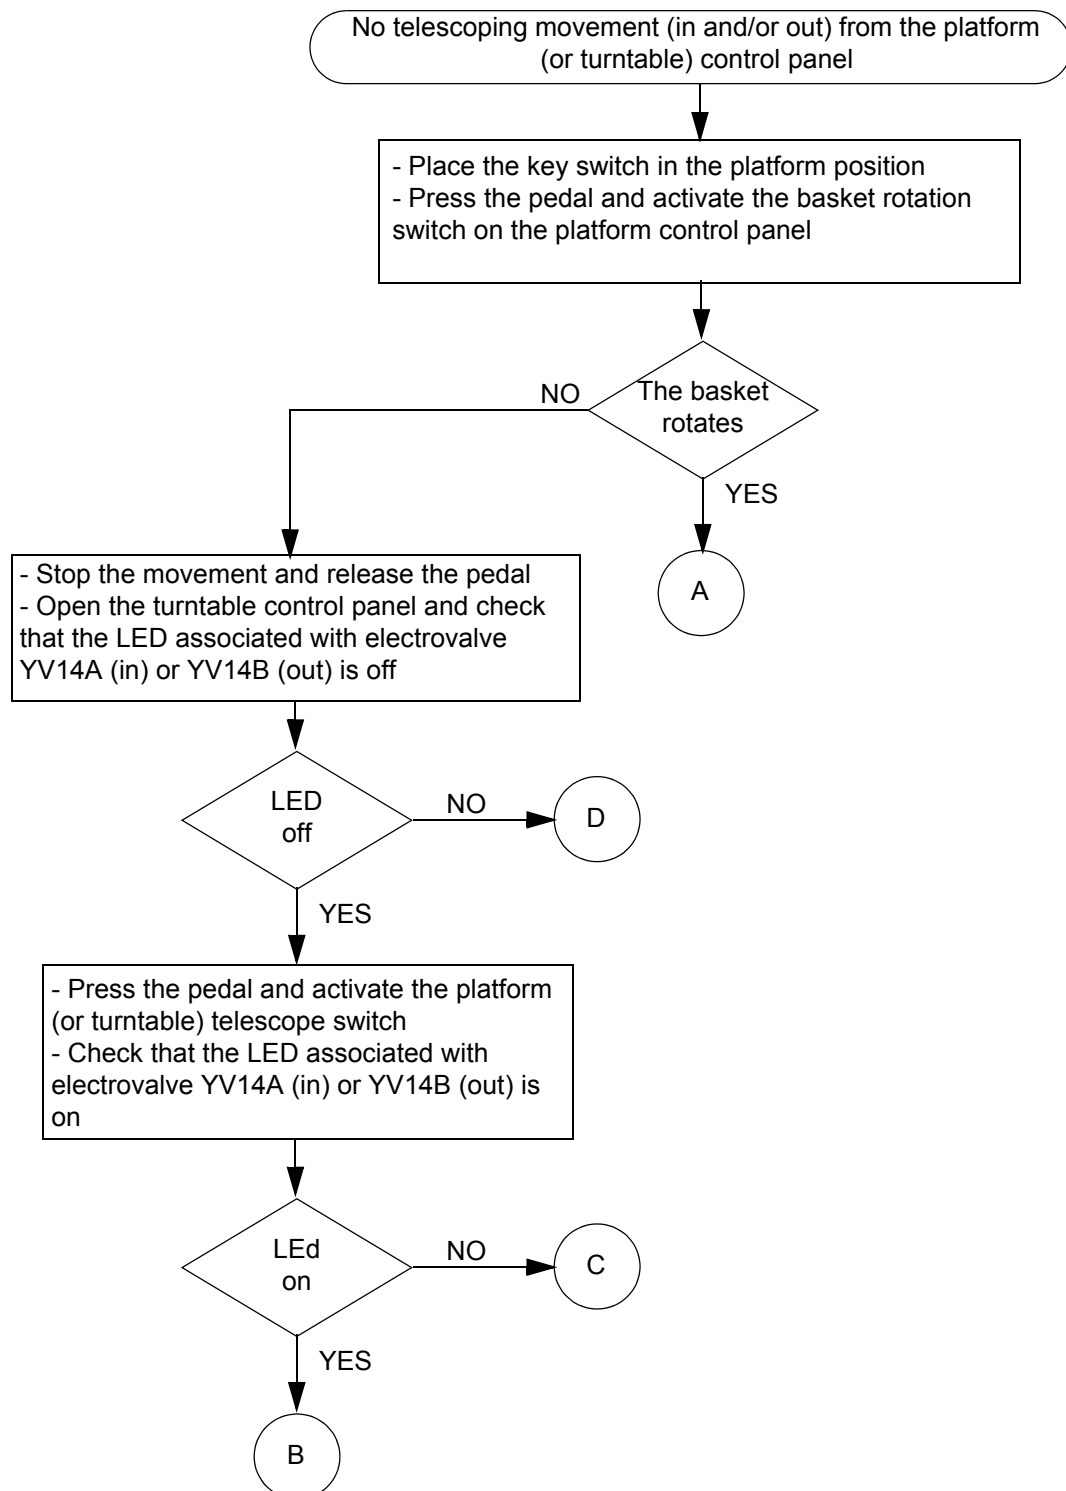 No telescoping movement (in and/or out) from the platform
(or turntable) control panel
- Place the key switch in the platform position
- Press the pedal and activate the basket rotation
switch on the platform control panel
The basket
rotates
NO
YES
A
- Stop the movement and release the pedal
- Open the turntable control panel and check
that the LED associated with electrovalve
YV14A (in) or YV14B (out) is off
LED
off
NO
D
YES
- Press the pedal and activate the platform
(or turntable) telescope switch
- Check that the LED associated with
electrovalve YV14A (in) or YV14B (out) is
on
LEd
on
NO
C
YES
B